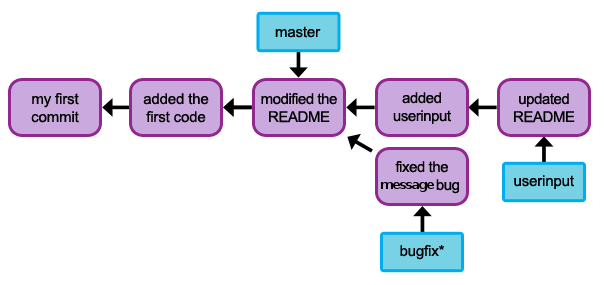 master
my first
commit
added the
first code
modified the
README
added
userinput
updated
README
fixed the
message bug
userinput
bugfix*